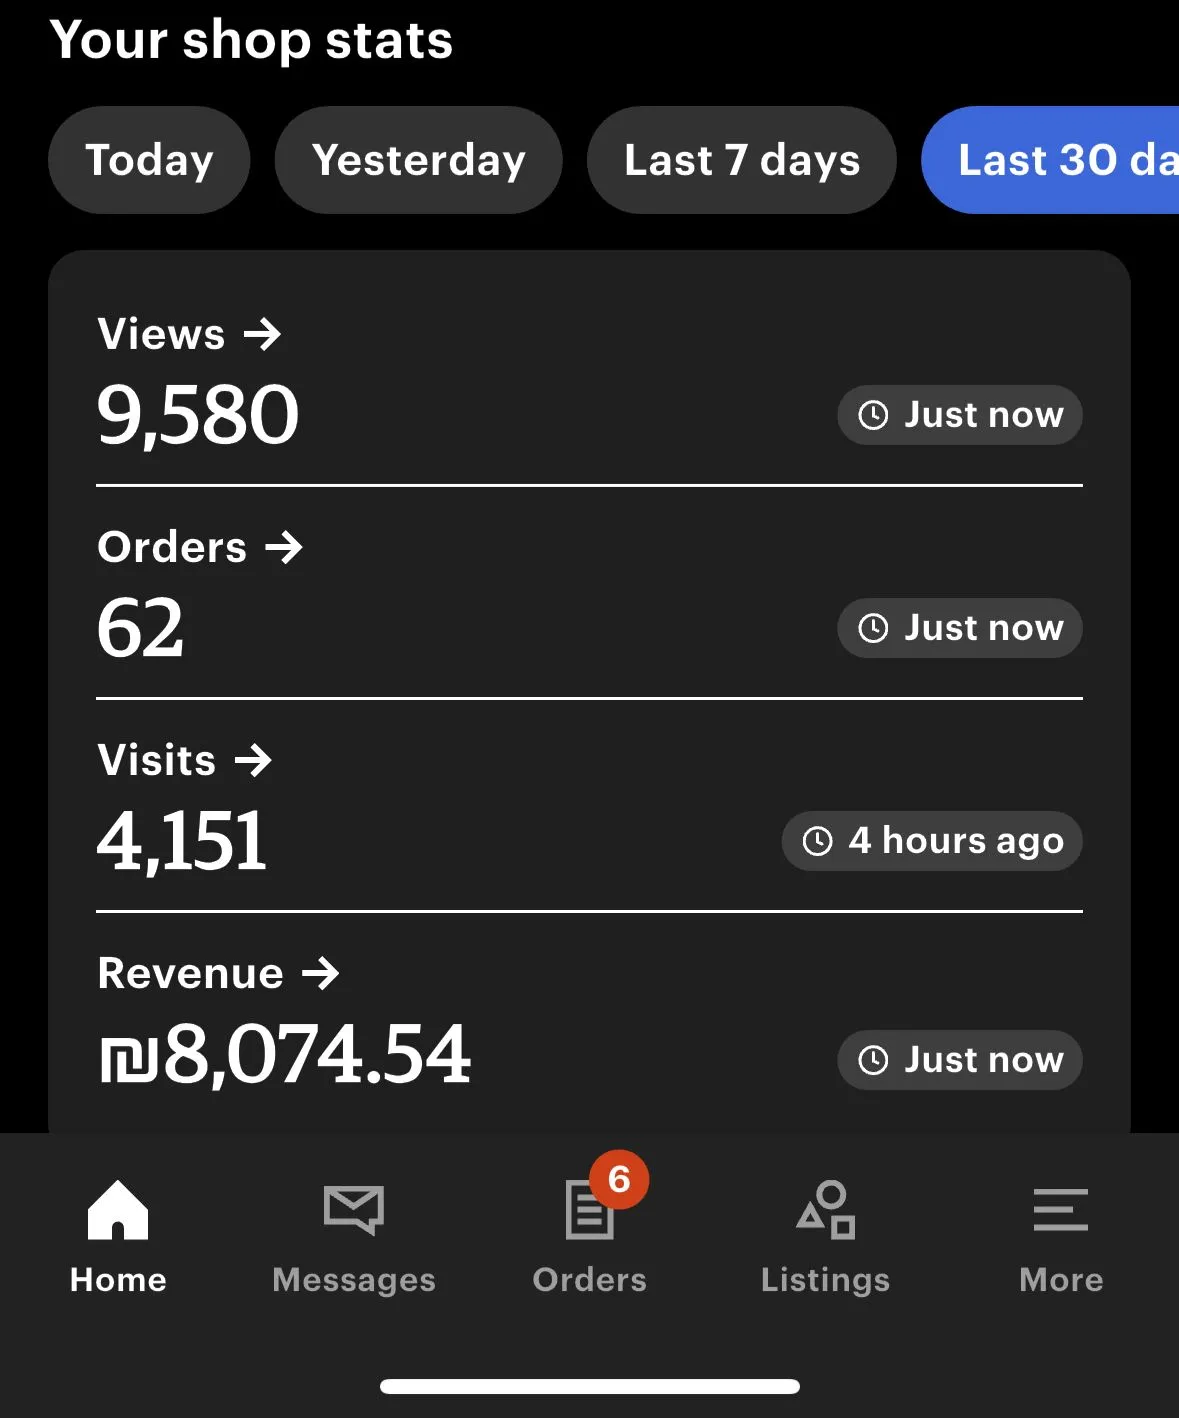 Your shop stats
Today Yesterday Last 7 days Last 30 da
Views →
9,580
Just now
Orders →
62
Just now
Visits →
4,151
4 hours ago
Revenue →
₪8,074.54
Just now
6
Home Messages Orders Listings More